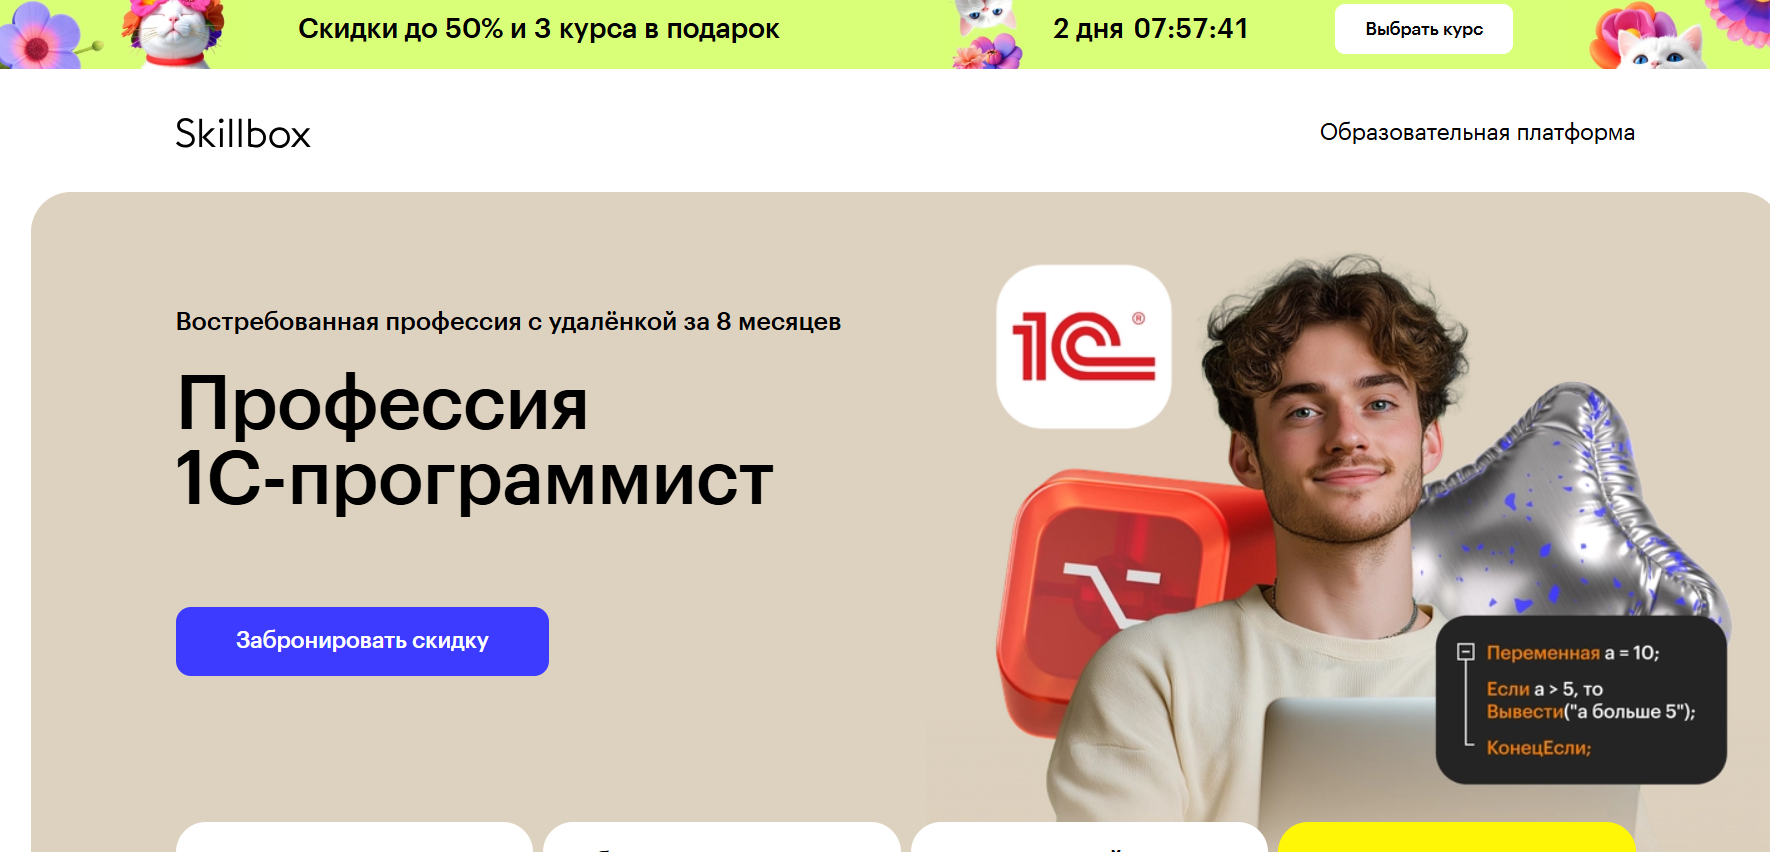 Скидки до 50% и 3 курса в подарок
2 дня 07:57:41
Выбрать курс
Skillbox
Образовательная платформа
Востребованная профессия с удалёнкой за 8 месяцев
Профессия
1С-программист
Забронировать скидку
1С®
Переменная a = 10;
Если a > 5, то
Вывести("a больше 5");
КонецЕсли;